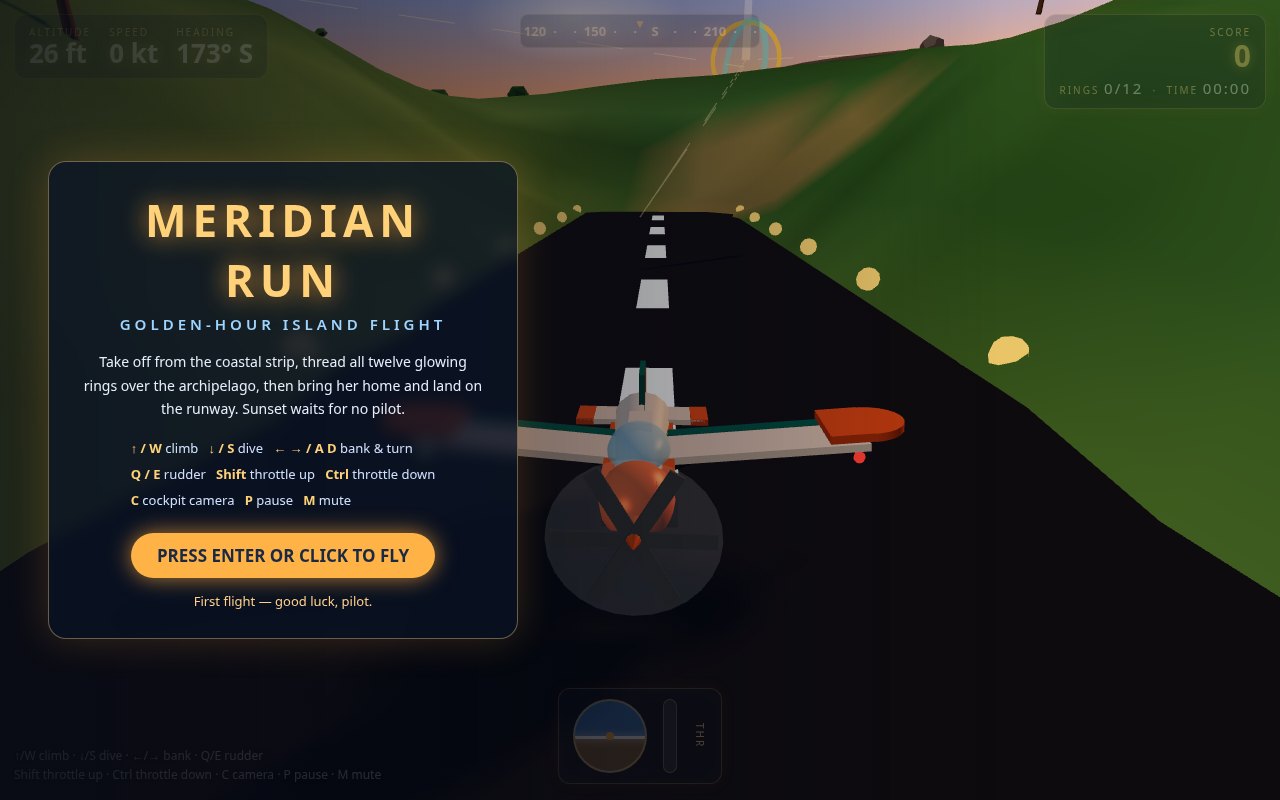 ALTITUDE SPEED HEADING
26 ft 0 kt 173° S
120 · · 150 · · S · · 210 · ·
SCORE
0
RINGS 0/12 · TIME 00:00
MERIDIAN
RUN
GOLDEN-HOUR ISLAND FLIGHT
Take off from the coastal strip, thread all twelve glowing
rings over the archipelago, then bring her home and land on
the runway. Sunset waits for no pilot.
↑ / W climb ↓ / S dive ← → / A D bank & turn
Q / E rudder Shift throttle up Ctrl throttle down
C cockpit camera P pause M mute
PRESS ENTER OR CLICK TO FLY
First flight — good luck, pilot.
THR
↑/W climb · ↓/S dive · ←/→ bank · Q/E rudder
Shift throttle up · Ctrl throttle down · C camera · P pause · M mute